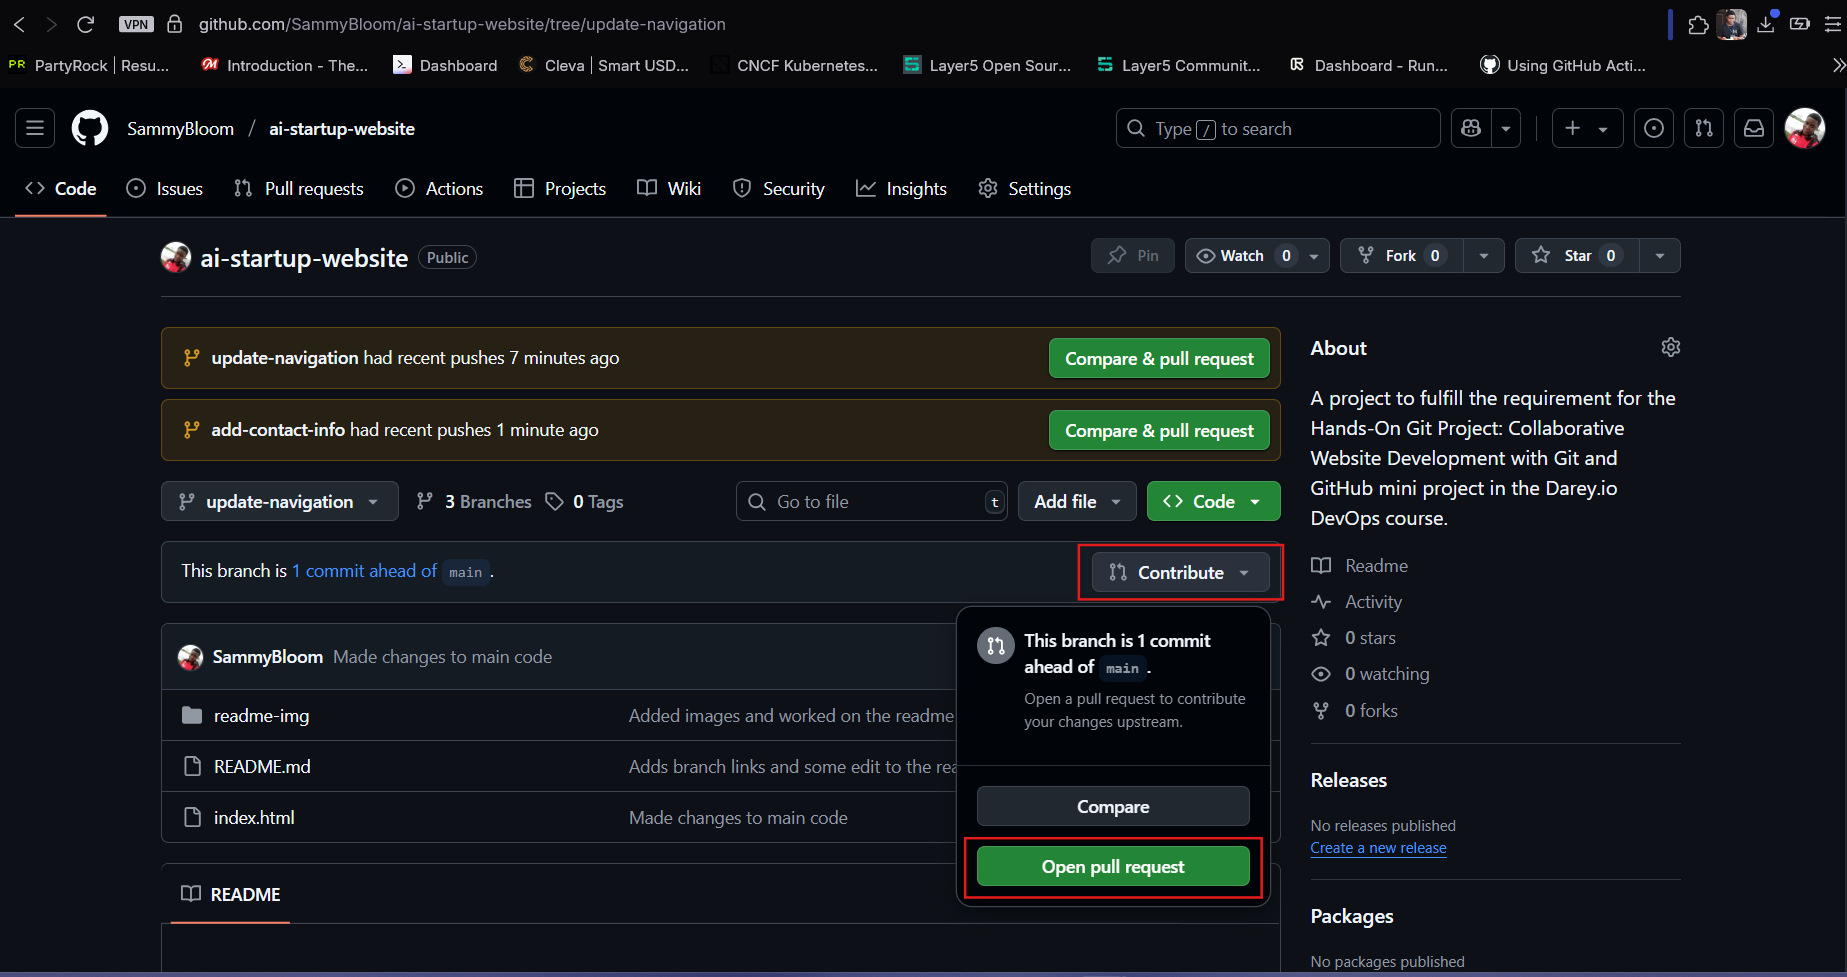 VPN github.com/SammyBloom/ai-startup-website/tree/update-navigation
PR PartyRock | Resu... Introduction - The... Dashboard Cleva | Smart USD... CNCF Kubernetes... Layer5 Open Sour... Layer5 Communit... Dashboard - Run... Using GitHub Acti...
SammyBloom / ai-startup-website Type / to search
Code Issues Pull requests Actions Projects Wiki Security Insights Settings
ai-startup-website Public Pin Watch 0 Fork 0 Star 0
update-navigation had recent pushes 7 minutes ago Compare & pull request
add-contact-info had recent pushes 1 minute ago Compare & pull request
update-navigation 3 Branches 0 Tags Go to file t Add file Code
This branch is 1 commit ahead of main . Contribute
This branch is 1 commit
ahead of main .
Open a pull request to contribute
your changes upstream.
Compare
Open pull request
SammyBloom Made changes to main code
readme-img Added images and worked on the readme
README.md Adds branch links and some edit to the rea
index.html Made changes to main code
README
About
A project to fulfill the requirement for the
Hands-On Git Project: Collaborative
Website Development with Git and
GitHub mini project in the Darey.io
DevOps course.
Readme
Activity
0 stars
0 watching
0 forks
Releases
No releases published
Create a new release
Packages
No packages published